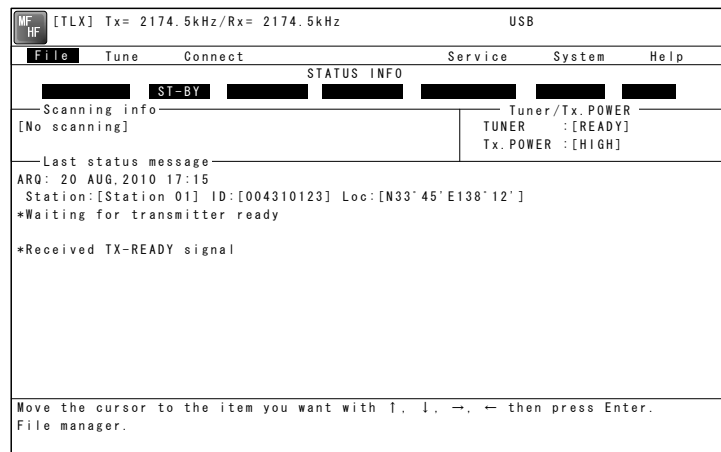 MF
HF
[TLX] Tx= 2174.5kHz/Rx= 2174.5kHz USB
File Tune Connect Service System Help
STATUS INFO
ST-BY
Scanning info
Tuner/Tx.POWER
[No scanning]
TUNER :[READY]
Tx.POWER :[HIGH]
Last status message
ARQ: 20 AUG,2010 17:15
Station:[Station 01] ID:[004310123] Loc:[N33°45'E138°12']
*Waiting for transmitter ready
*Received TX-READY signal
Move the cursor to the item you want with ↑, ↓, →, ← then press Enter.
File manager.